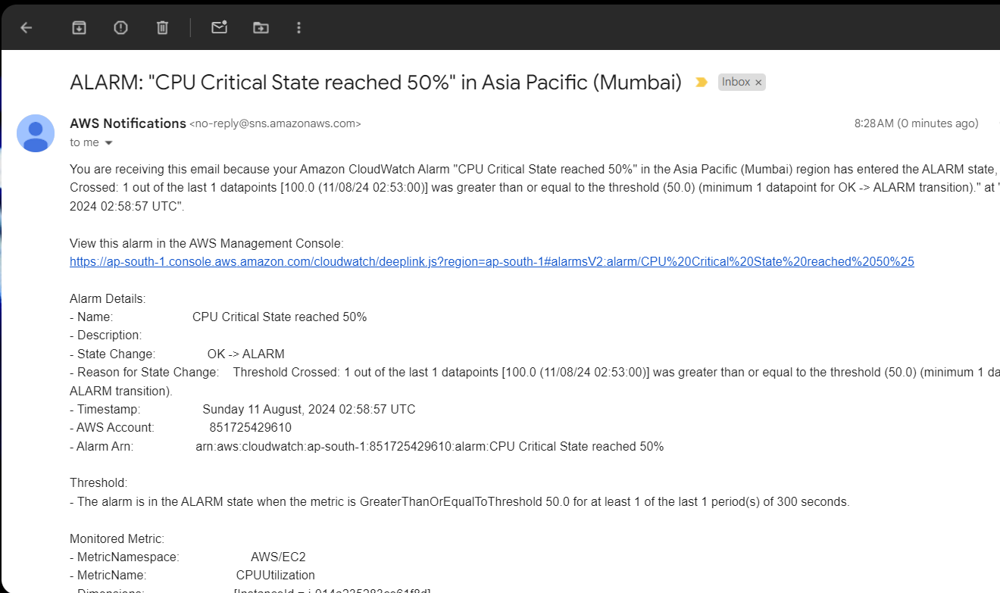 ALARM: "CPU Critical State reached 50%" in Asia Pacific (Mumbai) Inbox ×
AWS Notifications <no-reply@sns.amazonaws.com> 8:28 AM (0 minutes ago)
to me
You are receiving this email because your Amazon CloudWatch Alarm "CPU Critical State reached 50%" in the Asia Pacific (Mumbai) region has entered the ALARM state,
Crossed: 1 out of the last 1 datapoints [100.0 (11/08/24 02:53:00)] was greater than or equal to the threshold (50.0) (minimum 1 datapoint for OK -> ALARM transition)." at "
2024 02:58:57 UTC".
View this alarm in the AWS Management Console:
https://ap-south-1.console.aws.amazon.com/cloudwatch/deeplink.js?region=ap-south-1#alarmsV2:alarm/CPU%20Critical%20State%20reached%2050%25
Alarm Details:
- Name: CPU Critical State reached 50%
- Description:
- State Change: OK -> ALARM
- Reason for State Change: Threshold Crossed: 1 out of the last 1 datapoints [100.0 (11/08/24 02:53:00)] was greater than or equal to the threshold (50.0) (minimum 1 da
ALARM transition).
- Timestamp: Sunday 11 August, 2024 02:58:57 UTC
- AWS Account: 851725429610
- Alarm Arn: arn:aws:cloudwatch:ap-south-1:851725429610:alarm:CPU Critical State reached 50%
Threshold:
- The alarm is in the ALARM state when the metric is GreaterThanOrEqualToThreshold 50.0 for at least 1 of the last 1 period(s) of 300 seconds.
Monitored Metric:
- MetricNamespace: AWS/EC2
- MetricName: CPUUtilization
- Dimensions: [InstanceId =